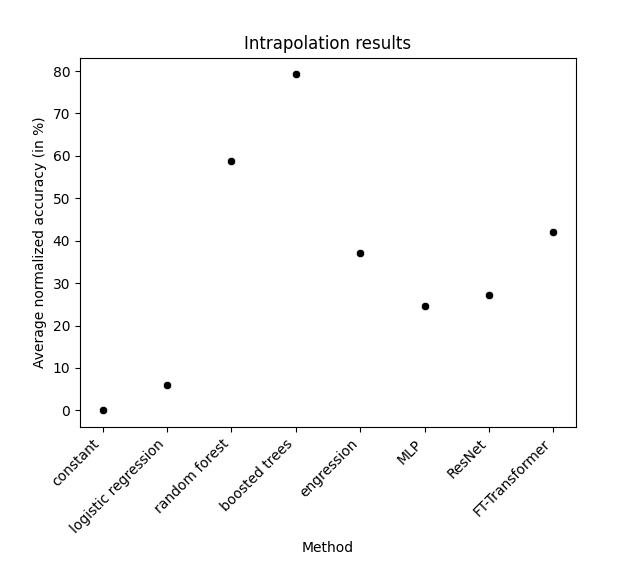 Intrapolation results
Average normalized accuracy (in %)
80
70
60
50
40
30
20
10
0
constant
logistic regression
random forest
boosted trees
engression
MLP
ResNet
FT-Transformer
Method